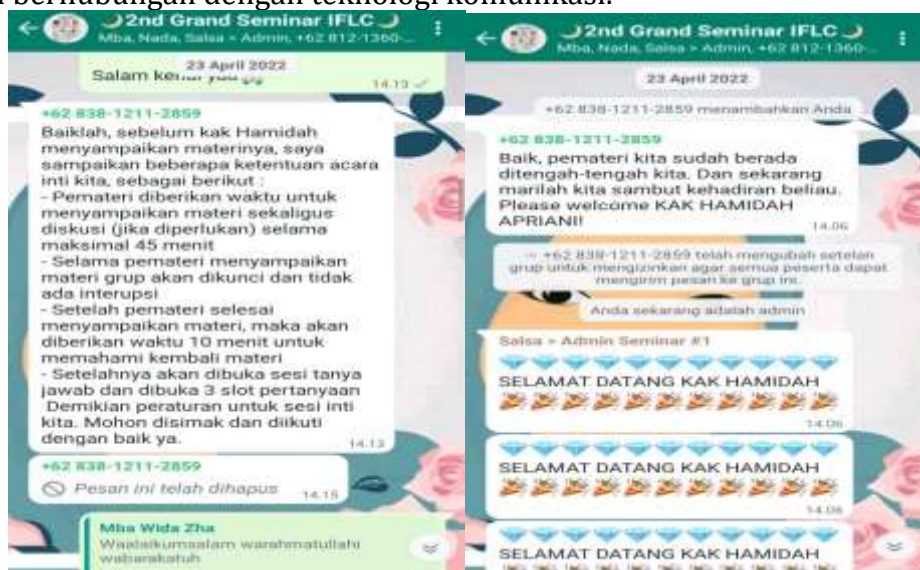 berhubungan dengan teknologi komunikasi.
2nd Grand Seminar IFLC
Mba, Nada, Salsa > Admin, +62 812-1360-...
23 April 2022
Salam kenal
14.13
+62 838-1211-2859
Baiklah, sebelum kak Hamidah
menyampaikan materinya, saya
sampaikan beberapa ketentuan acara
inti kita, sebagai berikut :
- Pemateri diberikan waktu untuk
menyampaikan materi sekaligus
diskusi (jika diperlukan) selama
maksimal 45 menit
- Selama pemateri menyampaikan
materi grup akan dikunci dan tidak
ada interupsi
- Setelah pemateri selesai
menyampaikan materi, maka akan
diberikan waktu 10 menit untuk
memahami kembali materi
- Setelahnya akan dibuka sesi tanya
jawab dan dibuka 3 slot pertanyaan
Demikian peraturan untuk sesi inti
kita. Mohon disimak dan diikuti
dengan baik ya.
14.13
+62 838-1211-2859
Pesan ini telah dihapus
14.15
Mba Wida Zha
Waalaikumsalam warahmatullahi
wabarakatuh
2nd Grand Seminar IFLC
Mba, Nada, Salsa > Admin, +62 812-1360-...
23 April 2022
+62 838-1211-2859 menambahkan Anda
+62 838-1211-2859
Baik, pemateri kita sudah berada
ditengah-tengah kita. Dan sekarang
marilah kita sambut kehadiran beliau.
Please welcome KAK HAMIDAH
APRIANI!
14.06
+62 838-1211-2859 telah mengubah setelan
grup untuk mengizinkan agar semua peserta dapat
mengirim pesan ke grup ini.
Anda sekarang adalah admin
Salsa > Admin Seminar #1
💎💎💎💎💎💎💎💎💎
SELAMAT DATANG KAK HAMIDAH
🎉🎉🎉🎉🎉🎉🎉🎉🎉
14.06
💎💎💎💎💎💎💎💎💎
SELAMAT DATANG KAK HAMIDAH
🎉🎉🎉🎉🎉🎉🎉🎉🎉
14.06
💎💎💎💎💎💎💎💎💎
SELAMAT DATANG KAK HAMIDAH